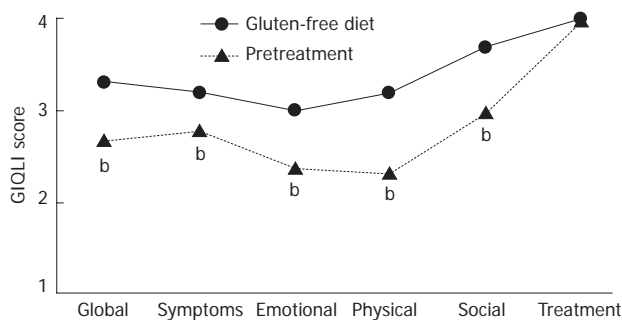 4
Gluten-free diet
Pretreatment
3
2
1
GIQLI score
b
b
b
b
b
Global Symptoms Emotional Physical Social Treatment